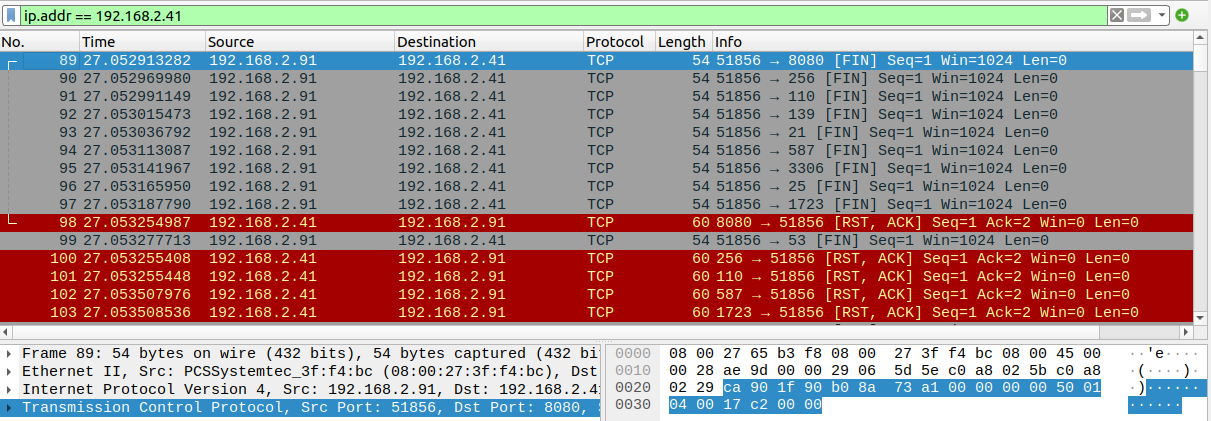 ip.addr == 192.168.2.41
No. Time Source Destination Protocol Length Info
89 27.052913282 192.168.2.91 192.168.2.41 TCP 54 51856 → 8080 [FIN] Seq=1 Win=1024 Len=0
90 27.052969980 192.168.2.91 192.168.2.41 TCP 54 51856 → 256 [FIN] Seq=1 Win=1024 Len=0
91 27.052991149 192.168.2.91 192.168.2.41 TCP 54 51856 → 110 [FIN] Seq=1 Win=1024 Len=0
92 27.053015473 192.168.2.91 192.168.2.41 TCP 54 51856 → 139 [FIN] Seq=1 Win=1024 Len=0
93 27.053036792 192.168.2.91 192.168.2.41 TCP 54 51856 → 21 [FIN] Seq=1 Win=1024 Len=0
94 27.053113087 192.168.2.91 192.168.2.41 TCP 54 51856 → 587 [FIN] Seq=1 Win=1024 Len=0
95 27.053141967 192.168.2.91 192.168.2.41 TCP 54 51856 → 3306 [FIN] Seq=1 Win=1024 Len=0
96 27.053165950 192.168.2.91 192.168.2.41 TCP 54 51856 → 25 [FIN] Seq=1 Win=1024 Len=0
97 27.053187790 192.168.2.91 192.168.2.41 TCP 54 51856 → 1723 [FIN] Seq=1 Win=1024 Len=0
98 27.053254987 192.168.2.41 192.168.2.91 TCP 60 8080 → 51856 [RST, ACK] Seq=1 Ack=2 Win=0 Len=0
99 27.053277713 192.168.2.91 192.168.2.41 TCP 54 51856 → 53 [FIN] Seq=1 Win=1024 Len=0
100 27.053255408 192.168.2.41 192.168.2.91 TCP 60 256 → 51856 [RST, ACK] Seq=1 Ack=2 Win=0 Len=0
101 27.053255448 192.168.2.41 192.168.2.91 TCP 60 110 → 51856 [RST, ACK] Seq=1 Ack=2 Win=0 Len=0
102 27.053507976 192.168.2.41 192.168.2.91 TCP 60 587 → 51856 [RST, ACK] Seq=1 Ack=2 Win=0 Len=0
103 27.053508536 192.168.2.41 192.168.2.91 TCP 60 1723 → 51856 [RST, ACK] Seq=1 Ack=2 Win=0 Len=0
Frame 89: 54 bytes on wire (432 bits), 54 bytes captured (432 bi
Ethernet II, Src: PCSSystemtec_3f:f4:bc (08:00:27:3f:f4:bc), Dst
Internet Protocol Version 4, Src: 192.168.2.91, Dst: 192.168.2.4
Transmission Control Protocol, Src Port: 51856, Dst Port: 8080,
0000 08 00 27 65 b3 f8 08 00 27 3f f4 bc 08 00 45 00 ··'e···· '?····E·
0010 00 28 ae 9d 00 00 29 06 5d 5e c0 a8 02 5b c0 a8 ·(····)·
0020 02 29 ca 90 1f 90 b0 8a 73 a1 00 00 00 00 50 01 ·)······
0030 04 00 17 c2 00 00 ······